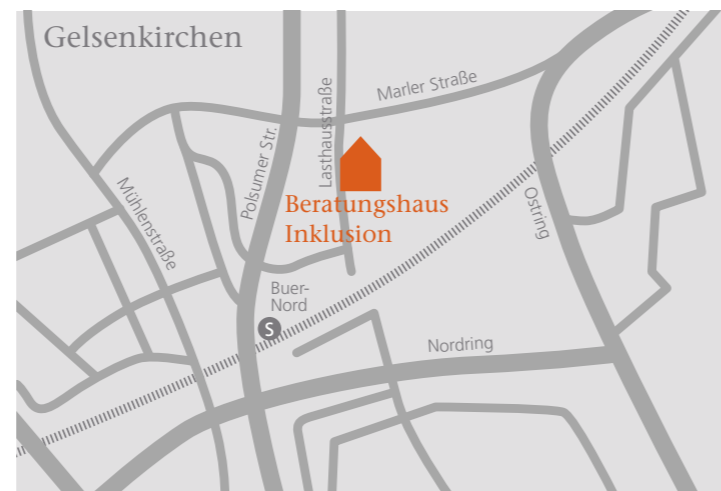 Gelsenkirchen
Marler Straße
Lasthausstraße
Polsumer Str.
Mühlenstraße
Beratungshaus
Inklusion
Ostring
Buer-
Nord
S
Nordring